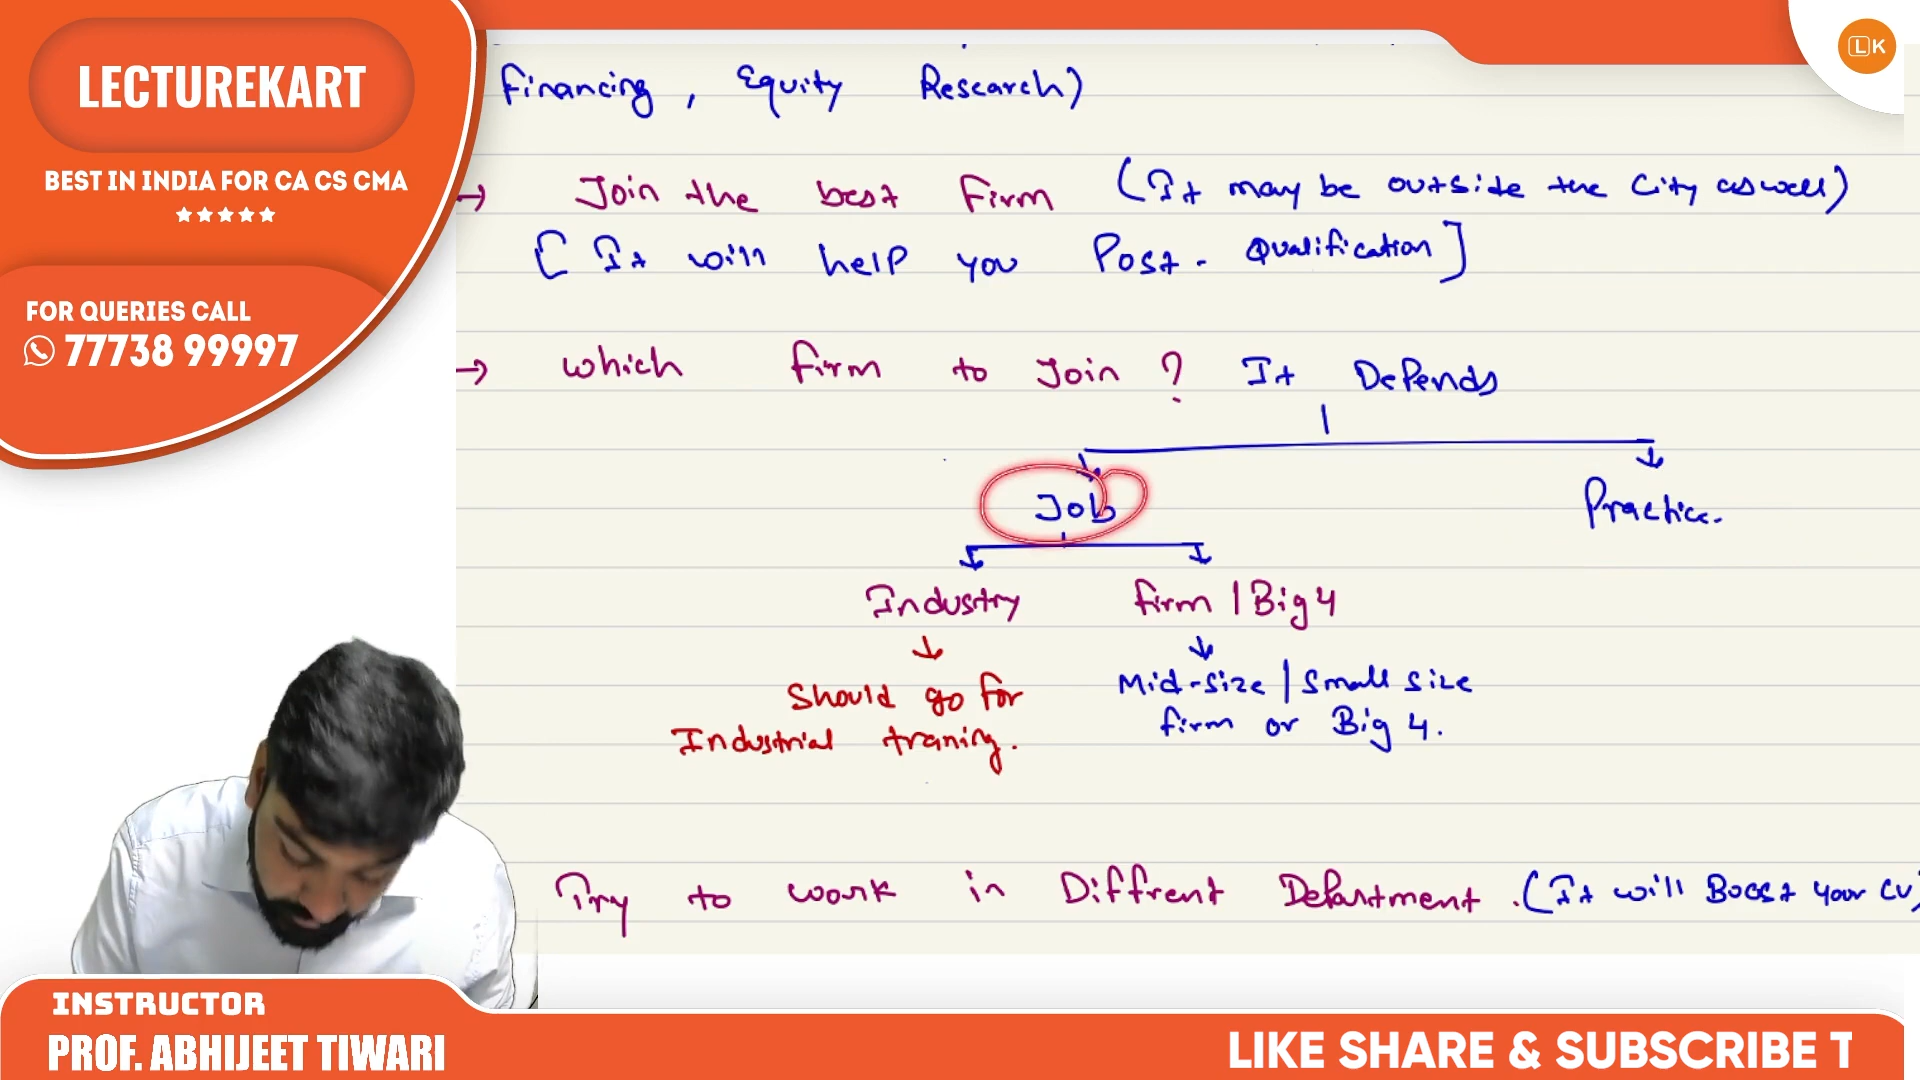 LECTUREKART
BEST IN INDIA FOR CA CS CMA
FOR QUERIES CALL
77738 99997
LK
Financing, Equity Research)
→ Join the best firm (It may be outside the City aswell)
[It will help you Post-Qualification]
→ which firm to Join? It Depends
Job
Practice.
Industry
firm | Big 4
Should go for
Industrial traning.
Mid-size | Small size
firm or Big 4.
Try to work in Diffrent Department. (It will Boost your CV)
INSTRUCTOR
PROF. ABHIJEET TIWARI
LIKE SHARE & SUBSCRIBE T